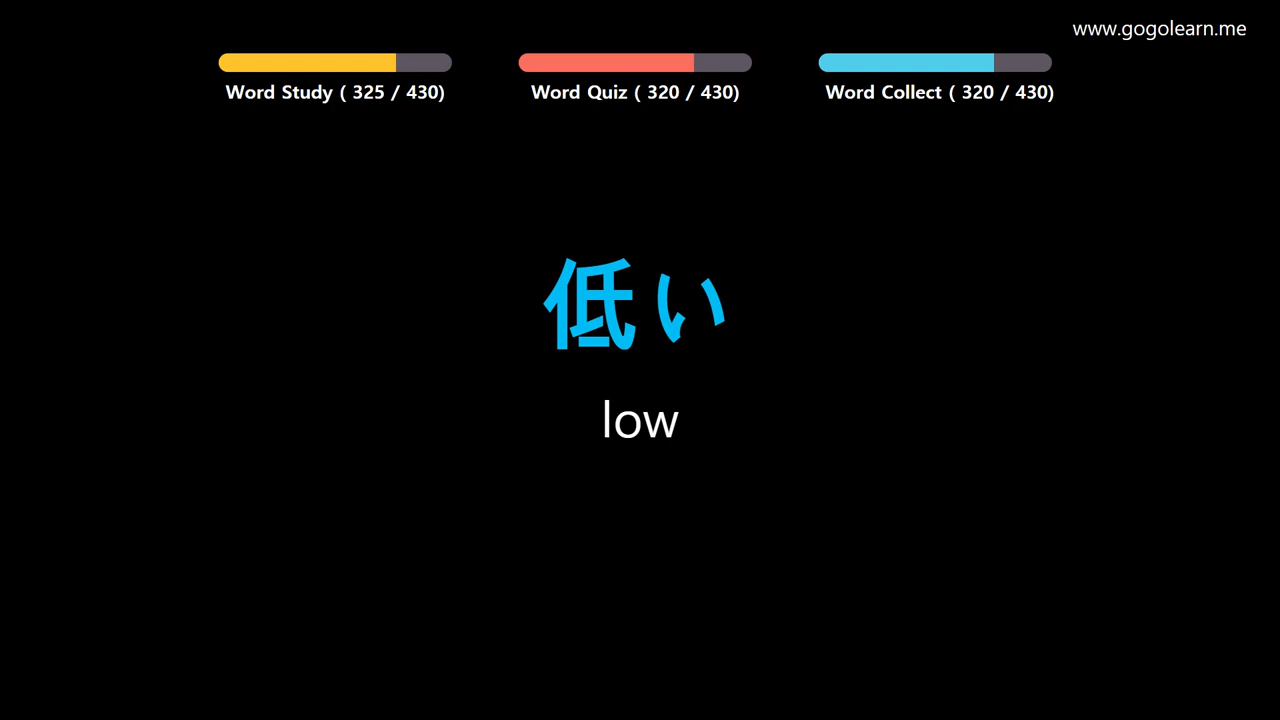 www.gogolearn.me
Word Study ( 325 / 430)
Word Quiz ( 320 / 430)
Word Collect ( 320 / 430)
低い
low